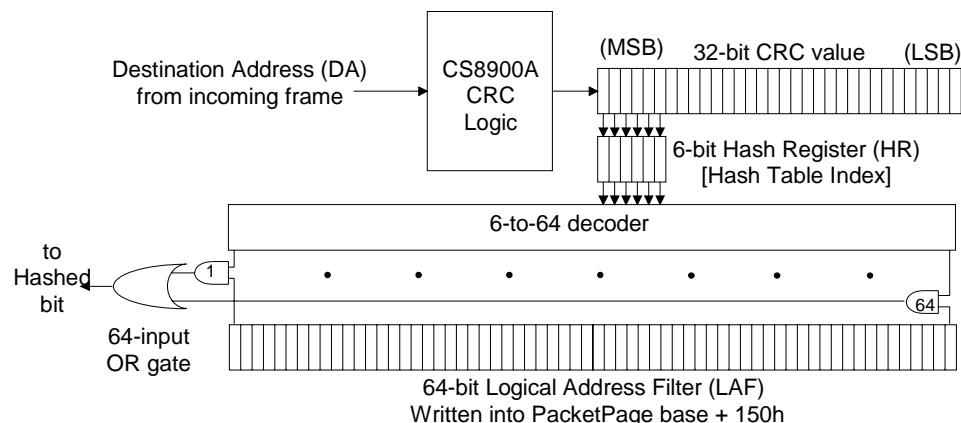 (MSB) 32-bit CRC value (LSB)
Destination Address (DA)
from incoming frame
CS8900A
CRC
Logic
6-bit Hash Register (HR)
[Hash Table Index]
6-to-64 decoder
to
Hashed
bit
1
64
64-input
OR gate
64-bit Logical Address Filter (LAF)
Written into PacketPage base + 150h